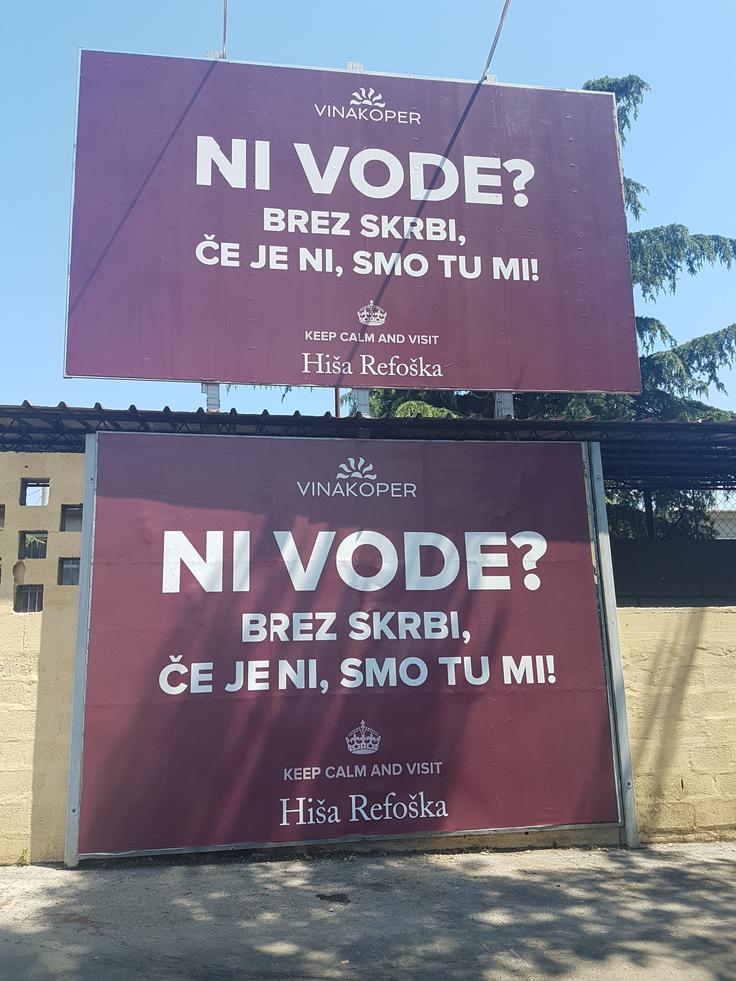 VINAKOPER
NI VODE?
BREZ SKRBI,
ČE JE NI, SMO TU MI!
KEEP CALM AND VISIT
Hiša Refoška
VINAKOPER
NI VODE?
BREZ SKRBI,
ČE JE NI, SMO TU MI!
KEEP CALM AND VISIT
Hiša Refoška